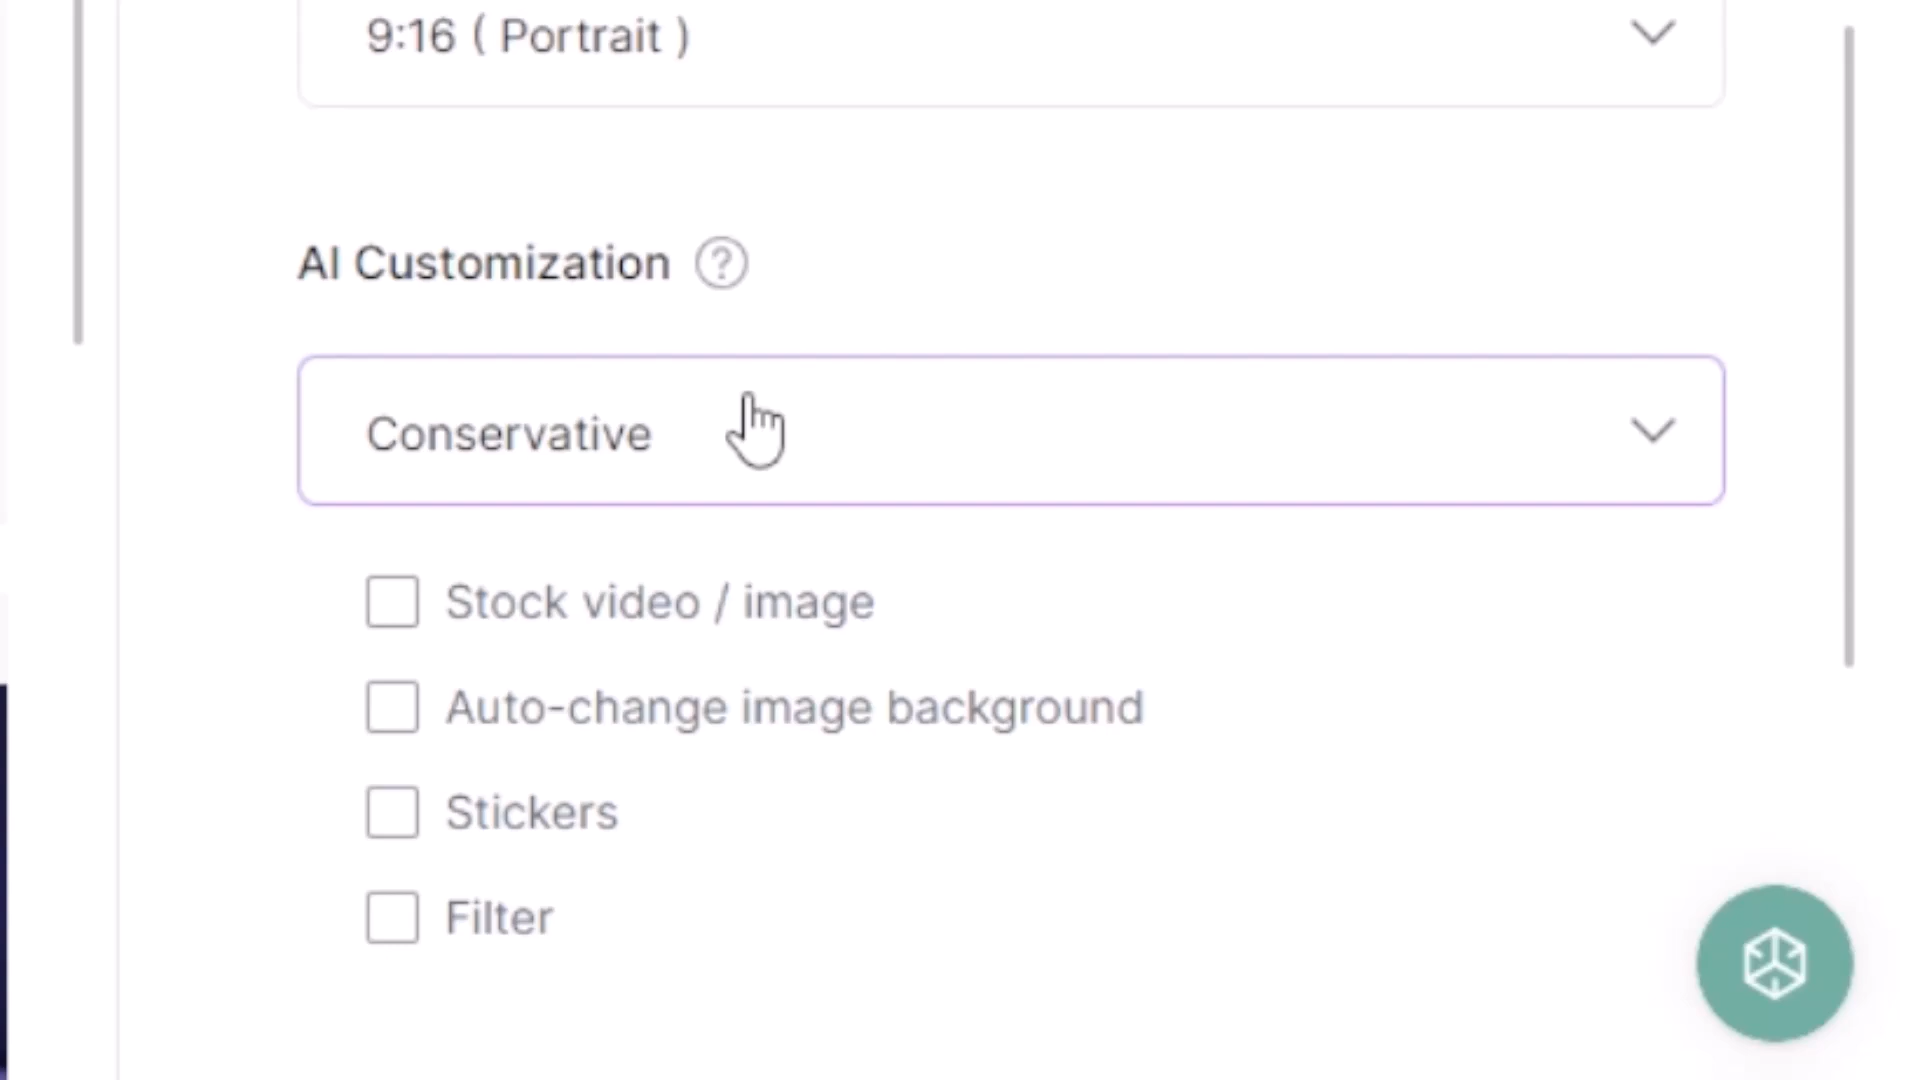 9:16 ( Portrait )
AI Customization ?
Conservative
Stock video / image
Auto-change image background
Stickers
Filter